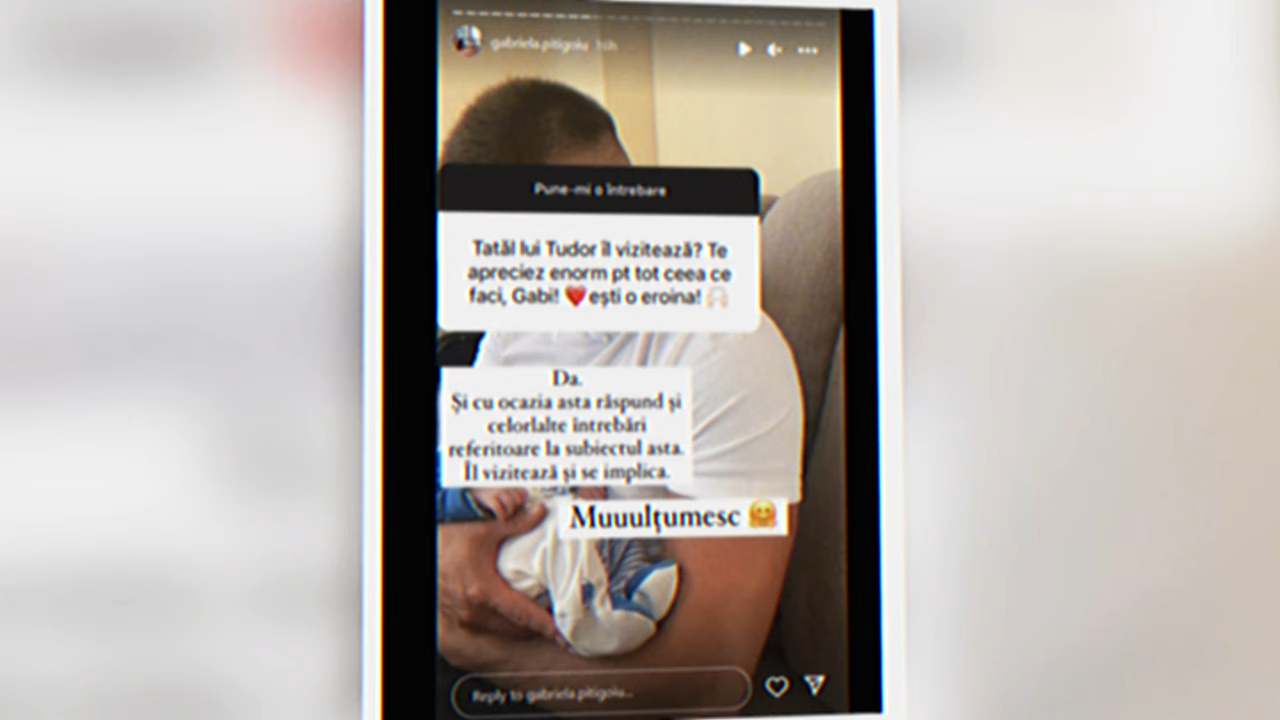 gabriela.pitigoiu 16h
Pune-mi o întrebare
Tatăl lui Tudor îl vizitează? Te
apreciez enorm pt tot ceea ce
faci, Gabi! ❤️ești o eroina! 🫶🏻
Da.
Și cu ocazia asta răspund și
celorlalte întrebări
referitoare la subiectul asta.
Îl vizitează și se implica.
Muuulțumesc 🤗
Reply to gabriela.pitigoiu...